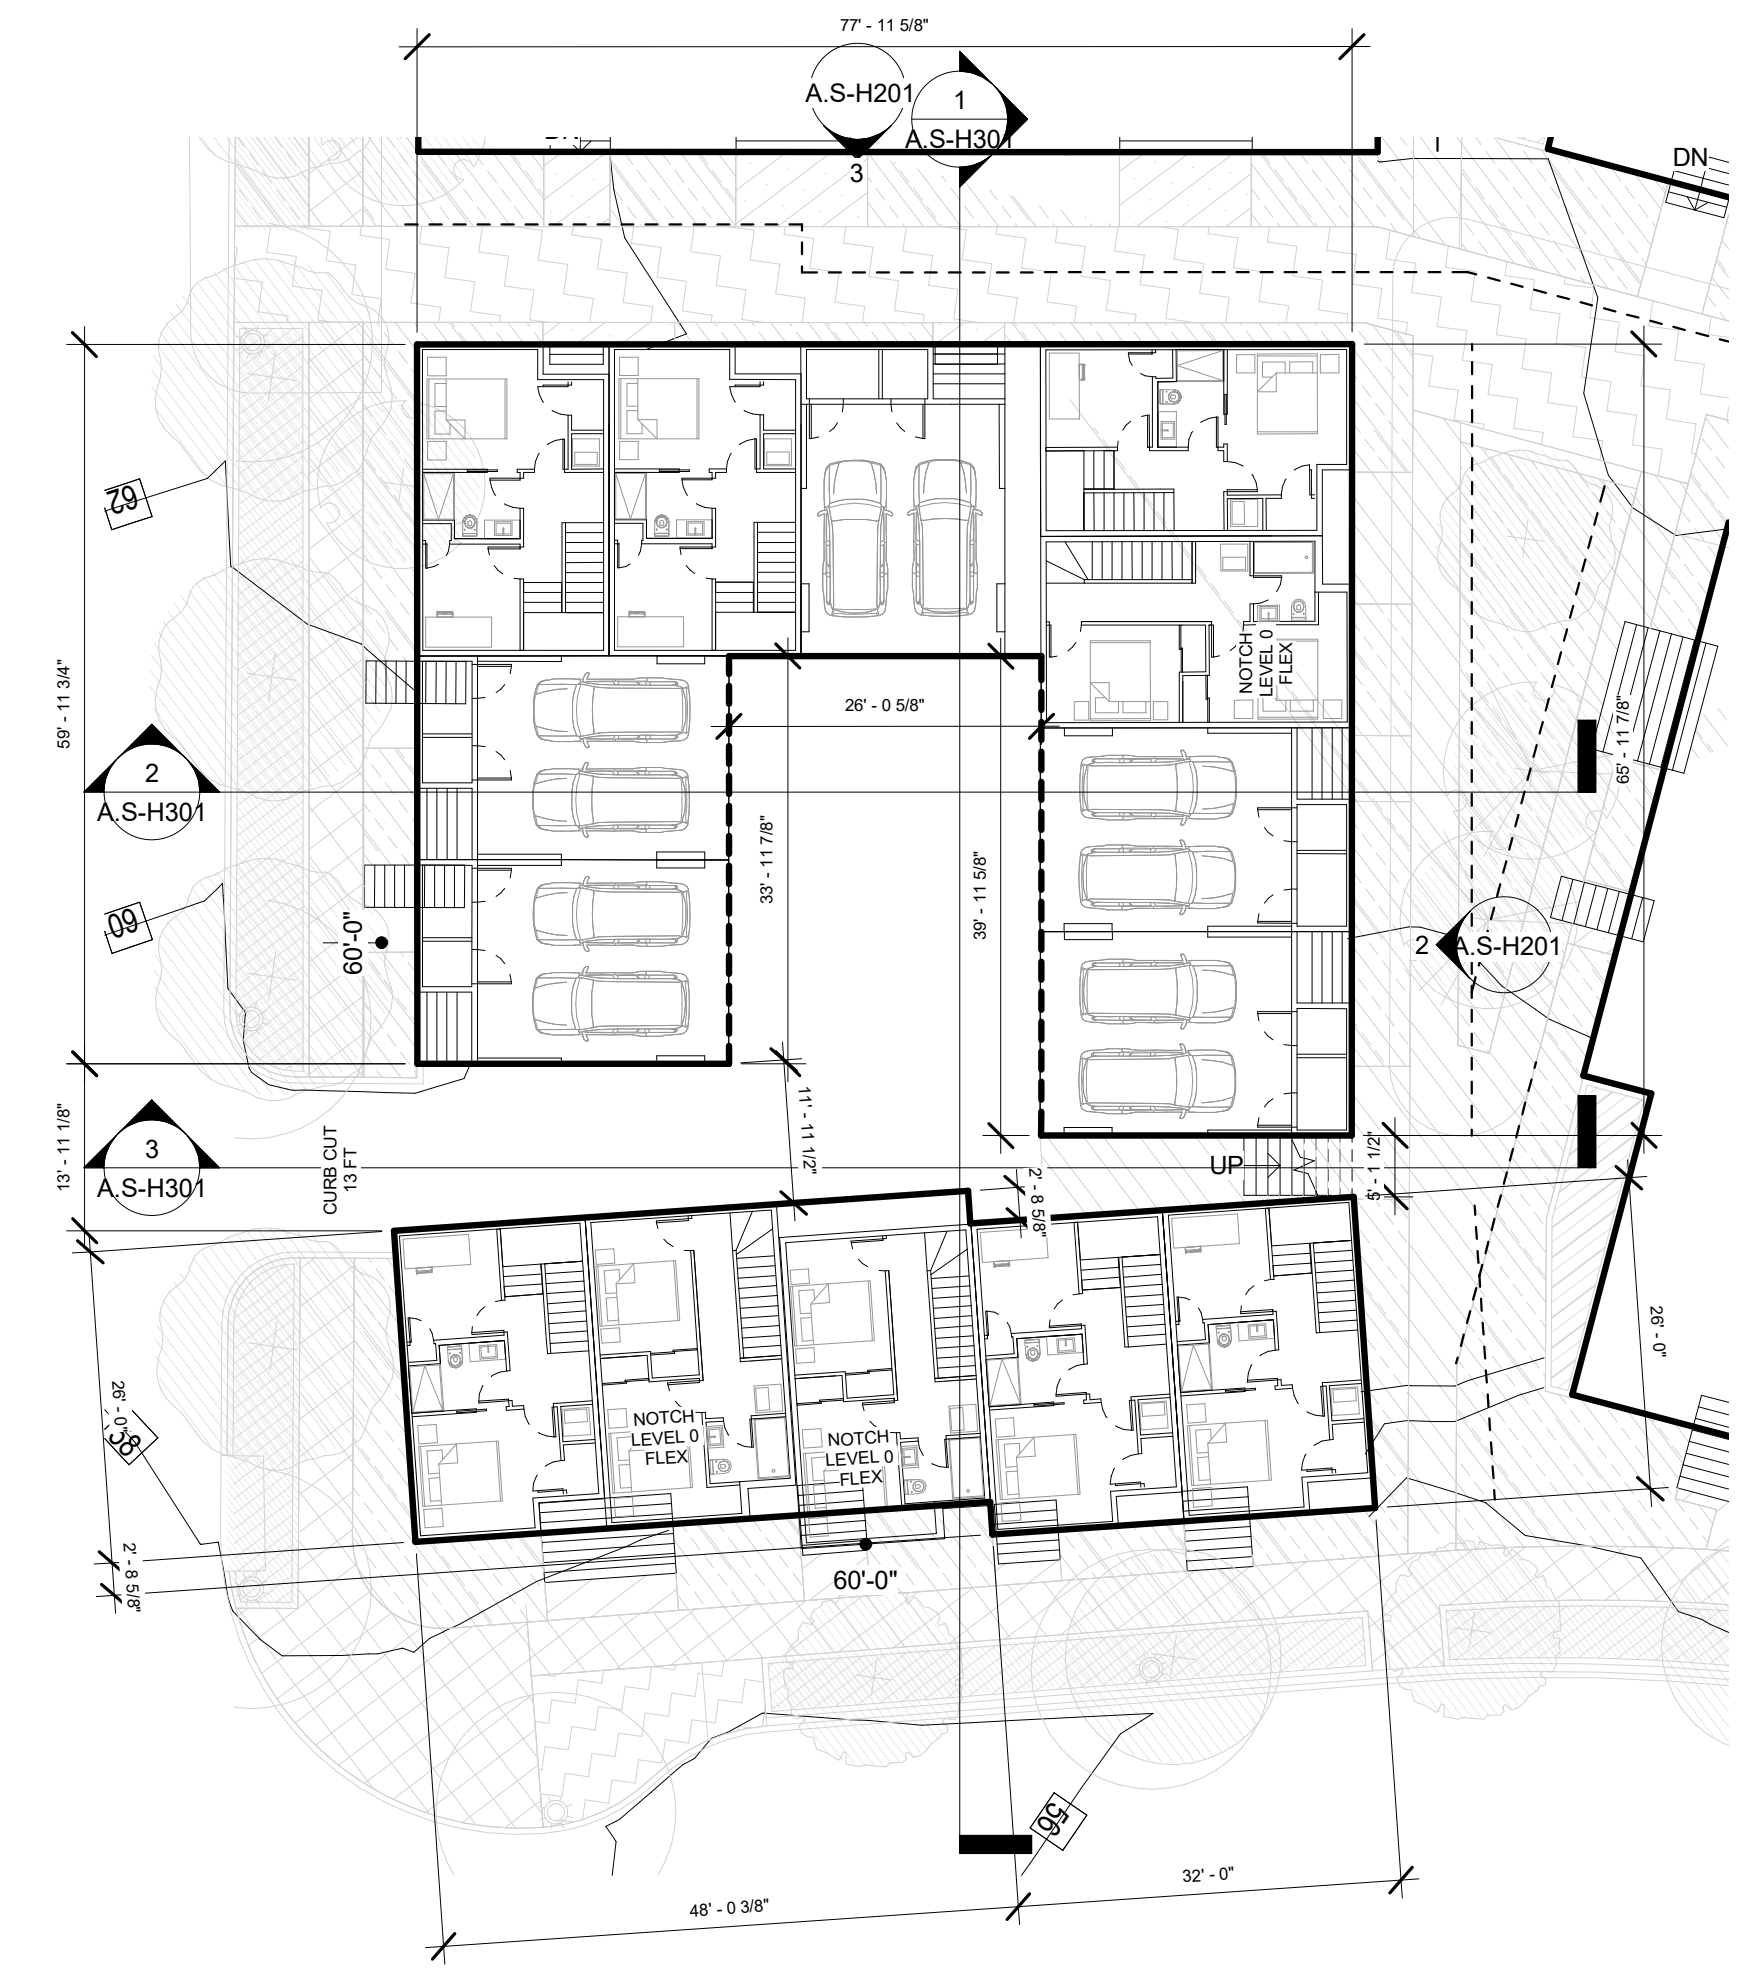 77' - 11 5/8"
A.S-H201
3
1
A.S-H301
DN
DN
62
59' - 11 3/4"
26' - 0 5/8"
NOTCH
LEVEL 0
FLEX
65' - 11 7/8"
2
A.S-H301
33' - 11 7/8"
39' - 11 5/8"
60
60'-0"
2
A.S-H201
13' - 11 1/8"
3
A.S-H301
CURB CUT
13 FT
11' - 11 1/2"
2' - 8 5/8"
UP
5' - 1 1/2"
26' - 0"
26' - 0"
58
NOTCH
LEVEL 0
FLEX
NOTCH
LEVEL 0
FLEX
2' - 8 5/8"
60'-0"
56
48' - 0 3/8"
32' - 0"